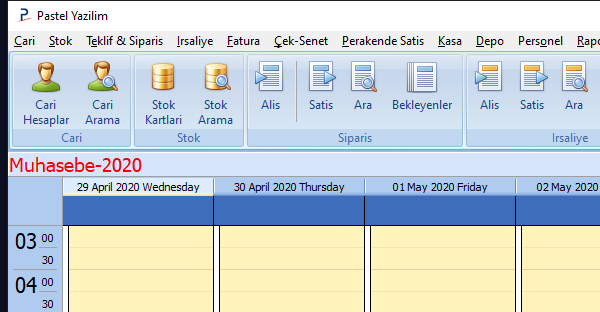 Pastel Yazilim
Cari Stok Teklif & Siparis Irsaliye Fatura Çek-Senet Perakende Satis Kasa Depo Personel
Cari Hesaplar Cari Arama Stok Kartlari Stok Arama Alis Satis Ara Bekleyenler Alis Satis Ara
Cari Stok Siparis Irsaliye
Muhasebe-2020
29 April 2020 Wednesday 30 April 2020 Thursday 01 May 2020 Friday 02 May 2020
03 00
30
04 00
30